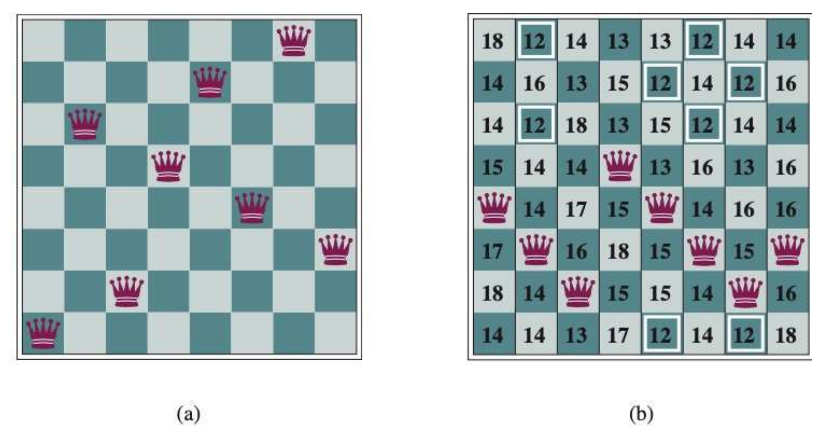 18 12 14 13 13 12 14 14
14 16 13 15 12 14 12 16
14 12 18 13 15 12 14 14
15 14 14 13 16 13 16
14 17 15 14 16 16
17 16 18 15 15
18 14 15 15 14 16
14 14 13 17 12 14 12 18
(a) (b)